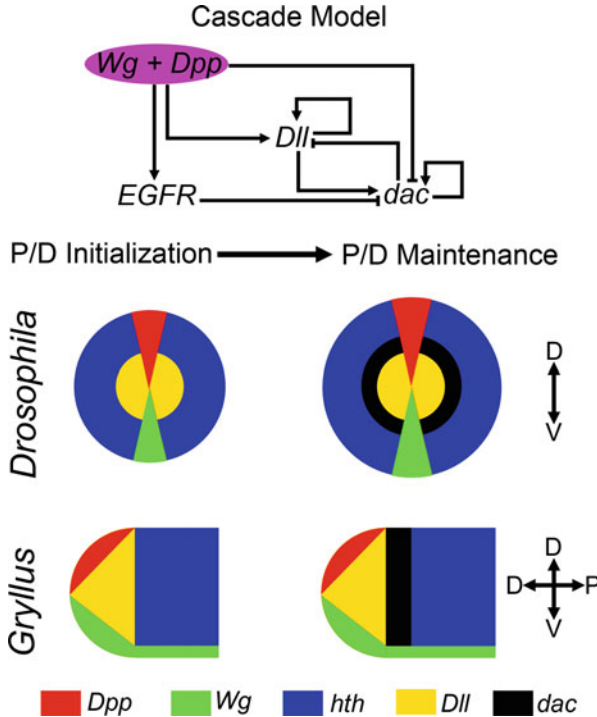 Cascade Model
Wg + Dpp
Dll
EGFR
dac
P/D Initialization
P/D Maintenance
Drosophila
D
V
Gryllus
D
D
P
V
Dpp
Wg
hth
Dll
dac